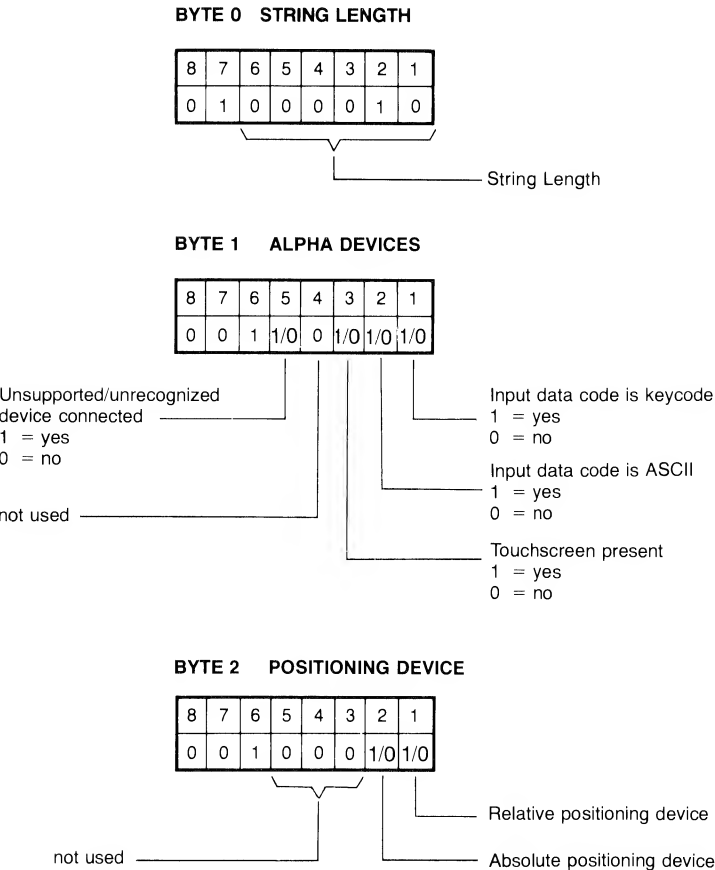 BYTE 0 STRING LENGTH
8 7 6 5 4 3 2 1
0 1 0 0 0 0 1 0
String Length
BYTE 1 ALPHA DEVICES
8 7 6 5 4 3 2 1
0 0 1 1/0 0 1/0 1/0 1/0
Unsupported/unrecognized
device connected
1 = yes
0 = no
not used
Input data code is keycode
1 = yes
0 = no
Input data code is ASCII
1 = yes
0 = no
Touchscreen present
1 = yes
0 = no
BYTE 2 POSITIONING DEVICE
8 7 6 5 4 3 2 1
0 0 1 0 0 0 1/0 1/0
Relative positioning device
not used
Absolute positioning device